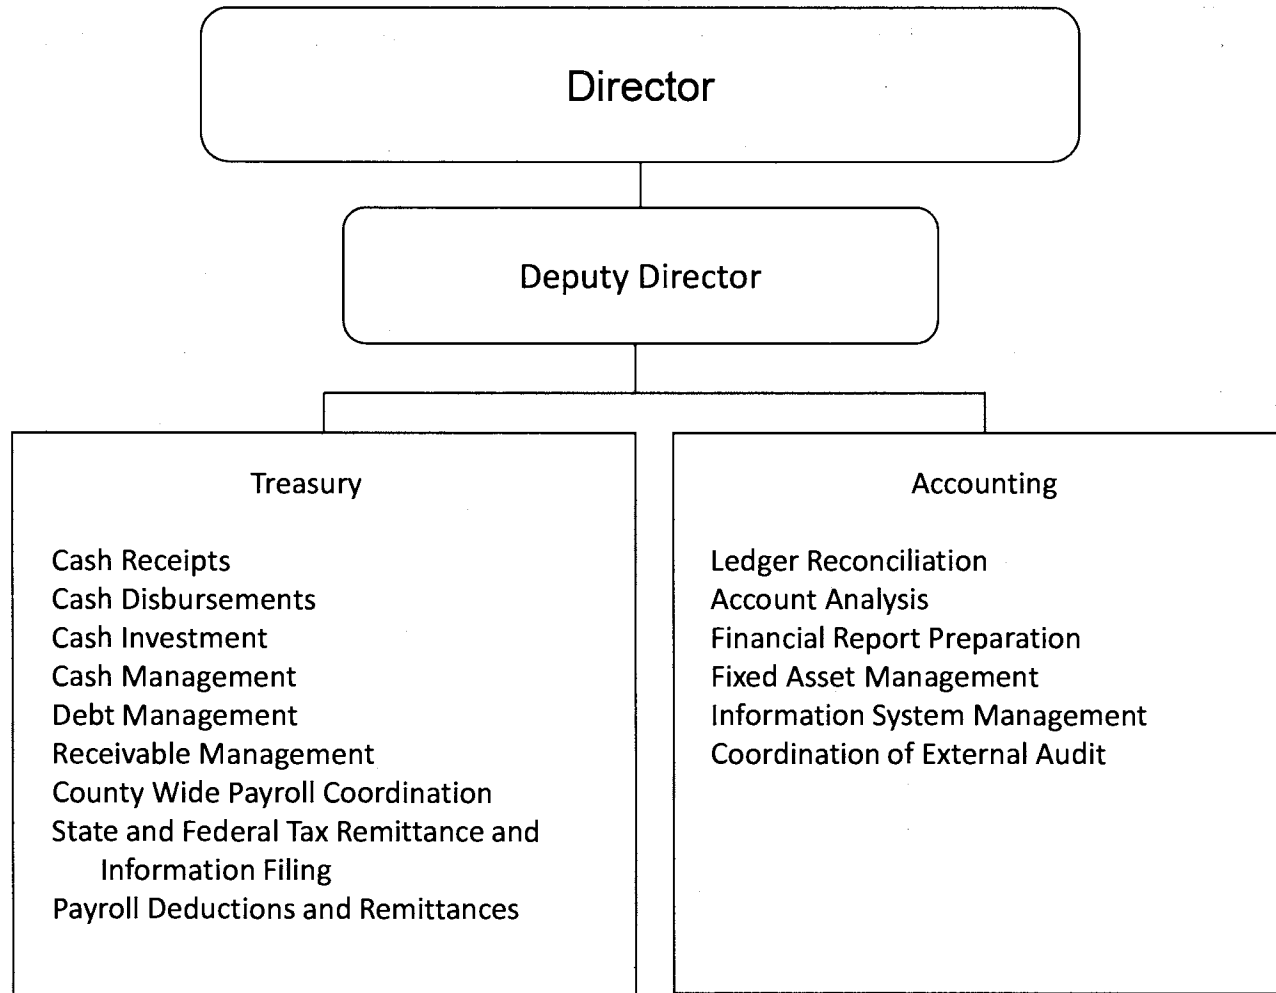 Director
Deputy Director
Treasury
Cash Receipts
Cash Disbursements
Cash Investment
Cash Management
Debt Management
Receivable Management
County Wide Payroll Coordination
State and Federal Tax Remittance and
Information Filing
Payroll Deductions and Remittances
Accounting
Ledger Reconciliation
Account Analysis
Financial Report Preparation
Fixed Asset Management
Information System Management
Coordination of External Audit